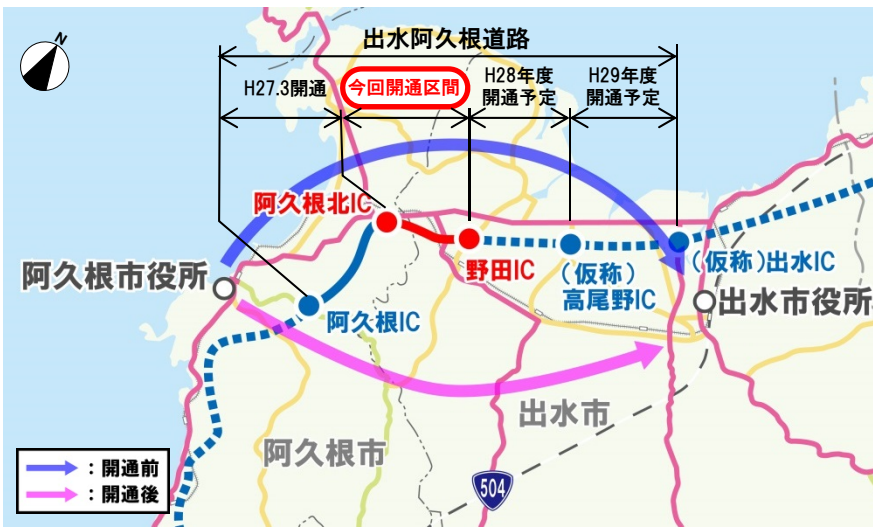 N
出水阿久根道路
H27.3開通
今回開通区間
H28年度
開通予定
H29年度
開通予定
阿久根北IC
阿久根市役所
阿久根IC
野田IC
(仮称)
高尾野IC
(仮称)出水IC
出水市役所
出水市
阿久根市
504
:開通前
:開通後